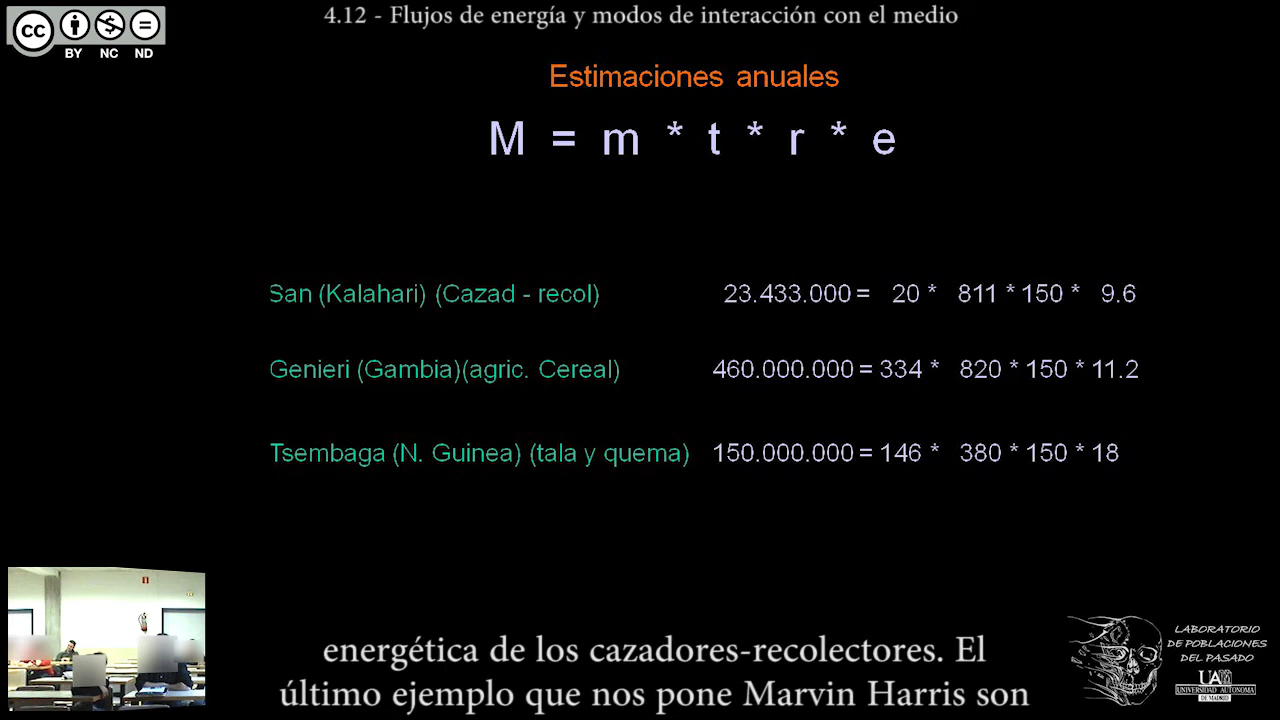 4.12 - Flujos de energía y modos de interacción con el medio
cc
BY NC ND
Estimaciones anuales
M = m * t * r * e
San (Kalahari) (Cazad - recol) 23.433.000 = 20 * 811 * 150 * 9.6
Genieri (Gambia)(agric. Cereal) 460.000.000 = 334 * 820 * 150 * 11.2
Tsembaga (N. Guinea) (tala y quema) 150.000.000 = 146 * 380 * 150 * 18
energética de los cazadores-recolectores. El
último ejemplo que nos pone Marvin Harris son
LABORATORIO
DE POBLACIONES
DEL PASADO
UAM
UNIVERSIDAD AUTONOMA
DE MADRID